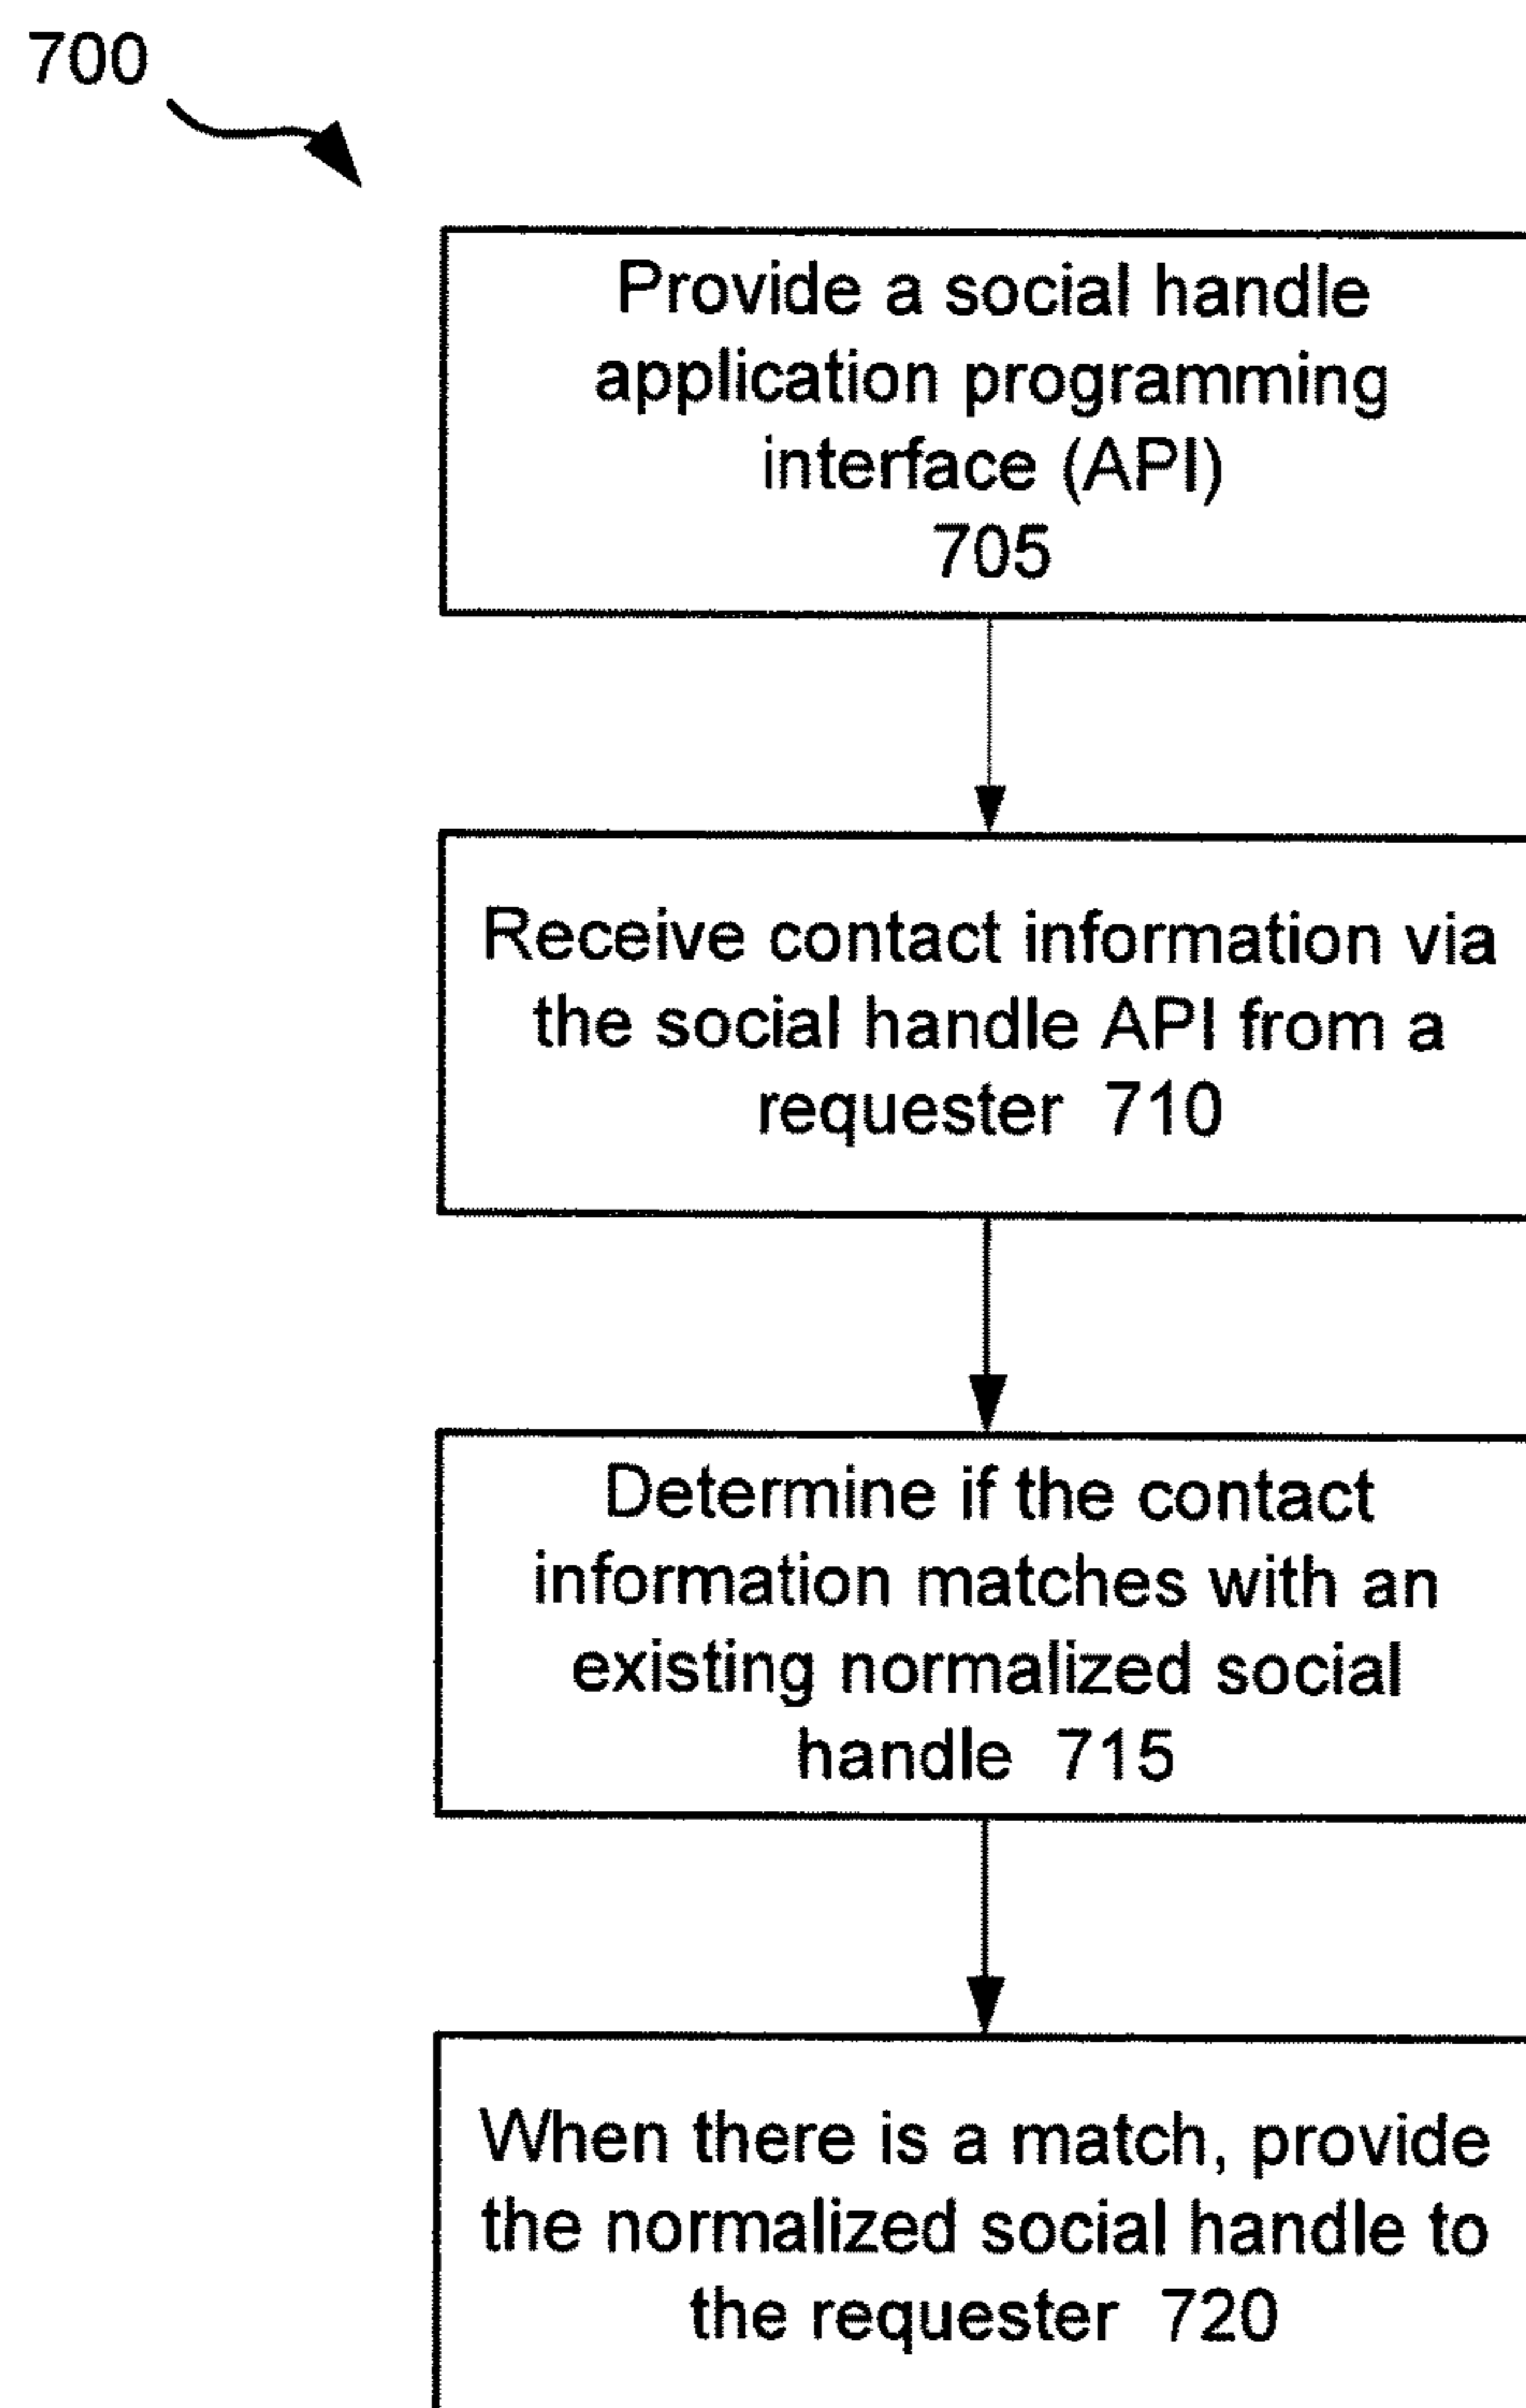 700
Provide a social handle
application programming
interface (API)
705
Receive contact information via
the social handle API from a
requester 710
Determine if the contact
information matches with an
existing normalized social
handle 715
When there is a match, provide
the normalized social handle to
the requester 720